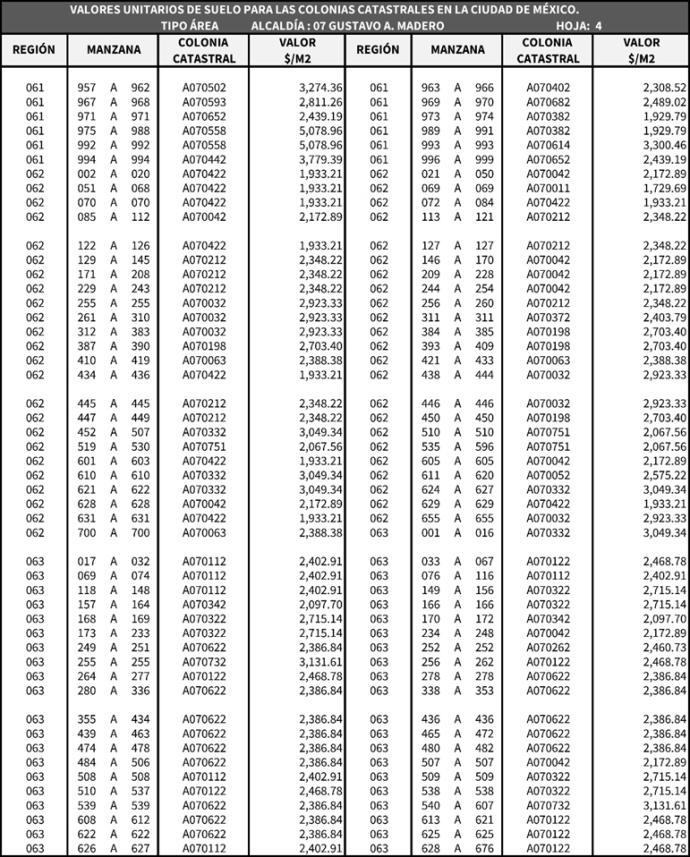 VALORES UNITARIOS DE SUELO PARA LAS COLONIAS CATASTRALES EN LA CIUDAD DE MÉXICO.
TIPO ÁREA ALCALDÍA : 07 GUSTAVO A. MADERO HOJA: 4
REGIÓN MANZANA COLONIA CATASTRAL VALOR $/M2 REGIÓN MANZANA COLONIA CATASTRAL VALOR $/M2
061 957 A 962 A070502 3,274.36 061 963 A 966 A070402 2,308.52
061 967 A 968 A070593 2,811.26 061 969 A 970 A070682 2,489.02
061 971 A 971 A070652 2,439.19 061 973 A 974 A070382 1,929.79
061 975 A 988 A070558 5,078.96 061 989 A 991 A070382 1,929.79
061 992 A 992 A070558 5,078.96 061 993 A 993 A070614 3,300.46
061 994 A 994 A070442 3,779.39 061 996 A 999 A070652 2,439.19
062 002 A 020 A070422 1,933.21 062 021 A 050 A070042 2,172.89
062 051 A 068 A070422 1,933.21 062 069 A 069 A070011 1,729.69
062 070 A 070 A070422 1,933.21 062 072 A 084 A070422 1,933.21
062 085 A 112 A070042 2,172.89 062 113 A 121 A070212 2,348.22
062 122 A 126 A070422 1,933.21 062 127 A 127 A070212 2,348.22
062 129 A 145 A070212 2,348.22 062 146 A 170 A070042 2,172.89
062 171 A 208 A070212 2,348.22 062 209 A 228 A070042 2,172.89
062 229 A 243 A070212 2,348.22 062 244 A 254 A070042 2,172.89
062 255 A 255 A070032 2,923.33 062 256 A 260 A070212 2,348.22
062 261 A 310 A070032 2,923.33 062 311 A 311 A070372 2,403.79
062 312 A 383 A070032 2,923.33 062 384 A 385 A070198 2,703.40
062 387 A 390 A070198 2,703.40 062 393 A 409 A070198 2,703.40
062 410 A 419 A070063 2,388.38 062 421 A 433 A070063 2,388.38
062 434 A 436 A070422 1,933.21 062 438 A 444 A070032 2,923.33
062 445 A 445 A070212 2,348.22 062 446 A 446 A070032 2,923.33
062 447 A 449 A070212 2,348.22 062 450 A 450 A070198 2,703.40
062 452 A 507 A070332 3,049.34 062 510 A 510 A070751 2,067.56
062 519 A 530 A070751 2,067.56 062 535 A 596 A070751 2,067.56
062 601 A 603 A070422 1,933.21 062 605 A 605 A070042 2,172.89
062 610 A 610 A070332 3,049.34 062 611 A 620 A070052 2,575.22
062 621 A 622 A070332 3,049.34 062 624 A 627 A070332 3,049.34
062 628 A 628 A070042 2,172.89 062 629 A 629 A070422 1,933.21
062 631 A 631 A070422 1,933.21 062 655 A 655 A070032 2,923.33
062 700 A 700 A070063 2,388.38 063 001 A 016 A070332 3,049.34
063 017 A 032 A070112 2,402.91 063 033 A 067 A070122 2,468.78
063 069 A 074 A070112 2,402.91 063 076 A 116 A070112 2,402.91
063 118 A 148 A070112 2,402.91 063 149 A 156 A070322 2,715.14
063 157 A 164 A070342 2,097.70 063 166 A 166 A070322 2,715.14
063 168 A 169 A070322 2,715.14 063 170 A 172 A070342 2,097.70
063 173 A 233 A070322 2,715.14 063 234 A 248 A070042 2,172.89
063 249 A 251 A070622 2,386.84 063 252 A 252 A070262 2,460.73
063 255 A 255 A070732 3,131.61 063 256 A 262 A070122 2,468.78
063 264 A 277 A070122 2,468.78 063 278 A 278 A070622 2,386.84
063 280 A 336 A070622 2,386.84 063 338 A 353 A070622 2,386.84
063 355 A 434 A070622 2,386.84 063 436 A 436 A070622 2,386.84
063 439 A 463 A070622 2,386.84 063 465 A 472 A070622 2,386.84
063 474 A 478 A070622 2,386.84 063 480 A 482 A070622 2,386.84
063 484 A 506 A070622 2,386.84 063 507 A 507 A070042 2,172.89
063 508 A 508 A070112 2,402.91 063 509 A 509 A070322 2,715.14
063 510 A 537 A070122 2,468.78 063 538 A 538 A070322 2,715.14
063 539 A 539 A070622 2,386.84 063 540 A 607 A070732 3,131.61
063 608 A 612 A070622 2,386.84 063 613 A 621 A070122 2,468.78
063 622 A 622 A070622 2,386.84 063 625 A 625 A070122 2,468.78
063 626 A 627 A070112 2,402.91 063 628 A 676 A070122 2,468.78